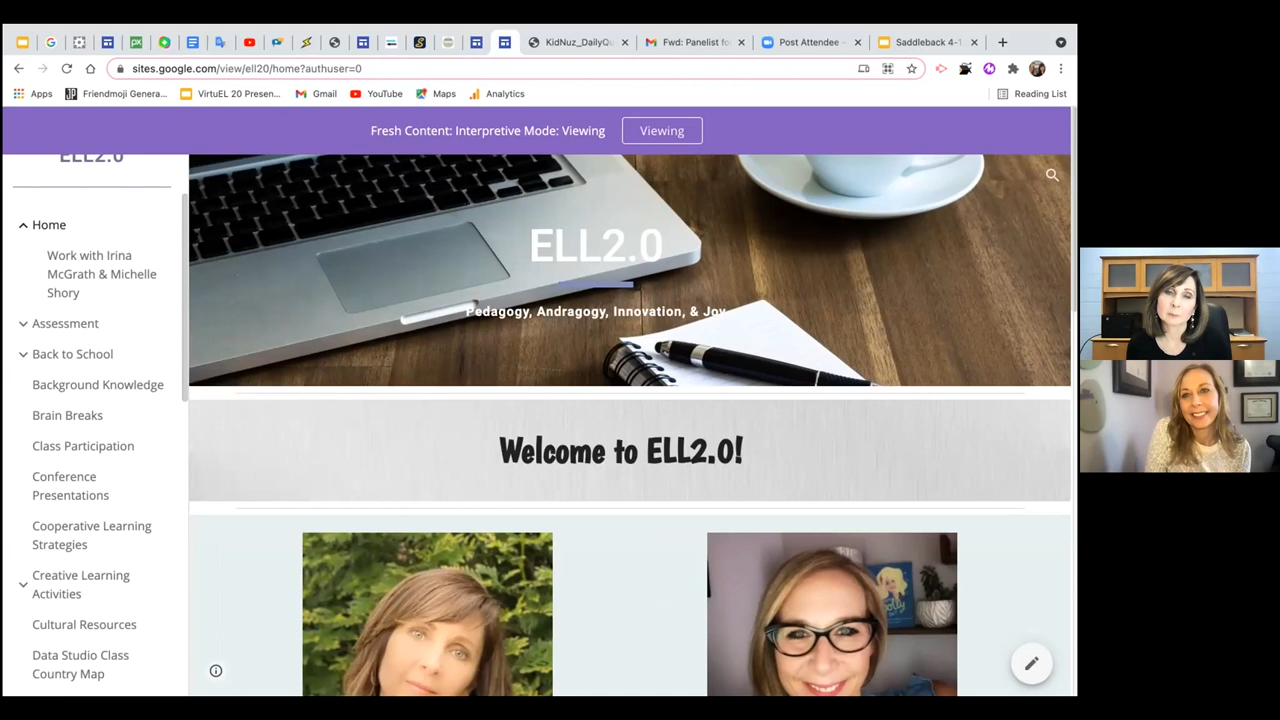 KidNuz_DailyQu
Fwd: Panelist fo
Post Attendee –
Saddleback 4-1
sites.google.com/view/ell20/home?authuser=0
Apps
Friendmoji Genera...
VirtuEL 20 Presen...
Gmail
YouTube
Maps
Analytics
Reading List
Fresh Content: Interpretive Mode: Viewing
Viewing
ELL2.0
Home
Work with Irina
McGrath & Michelle
Shory
Assessment
Back to School
Background Knowledge
Brain Breaks
Class Participation
Conference
Presentations
Cooperative Learning
Strategies
Creative Learning
Activities
Cultural Resources
Data Studio Class
Country Map
ELL2.0
Pedagogy, Andragogy, Innovation, & Joy
Welcome to ELL2.0!